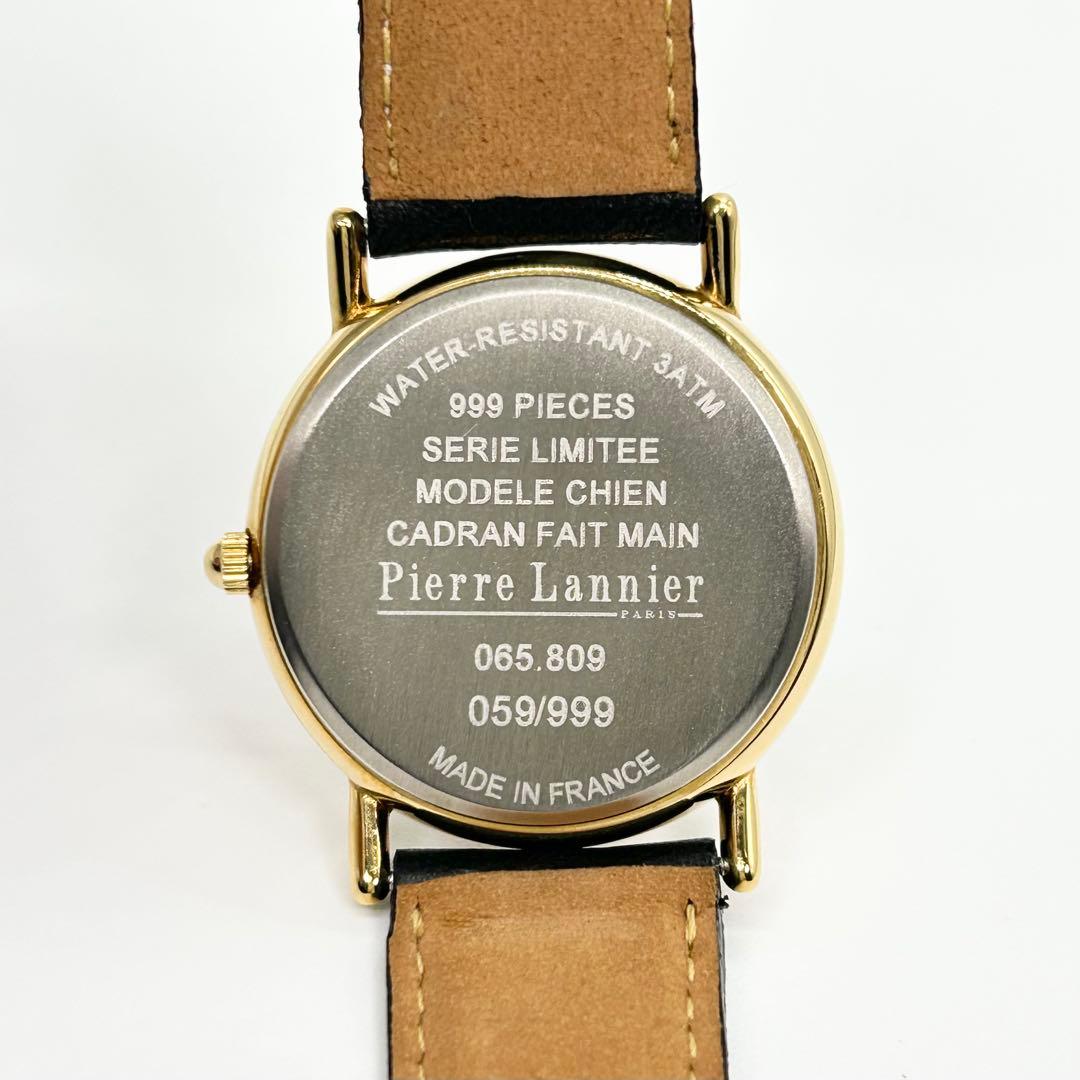 WATER-RESISTANT 3ATM
999 PIECES
SERIE LIMITEE
MODELE CHIEN
CADRAN FAIT MAIN
Pierre Lannier
PARIS
065.809
059/999
MADE IN FRANCE